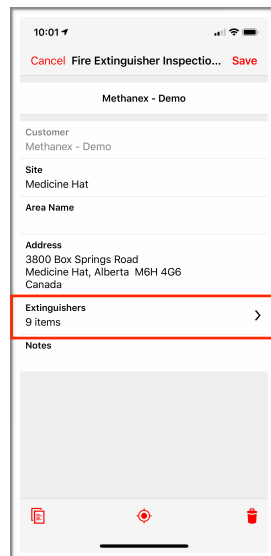 10:01
Cancel Fire Extinguisher Inspectio... Save
Methanex - Demo
Customer
Methanex - Demo
Site
Medicine Hat
Area Name
Address
3800 Box Springs Road
Medicine Hat, Alberta M6H 4G6
Canada
Extinguishers
9 items
Notes